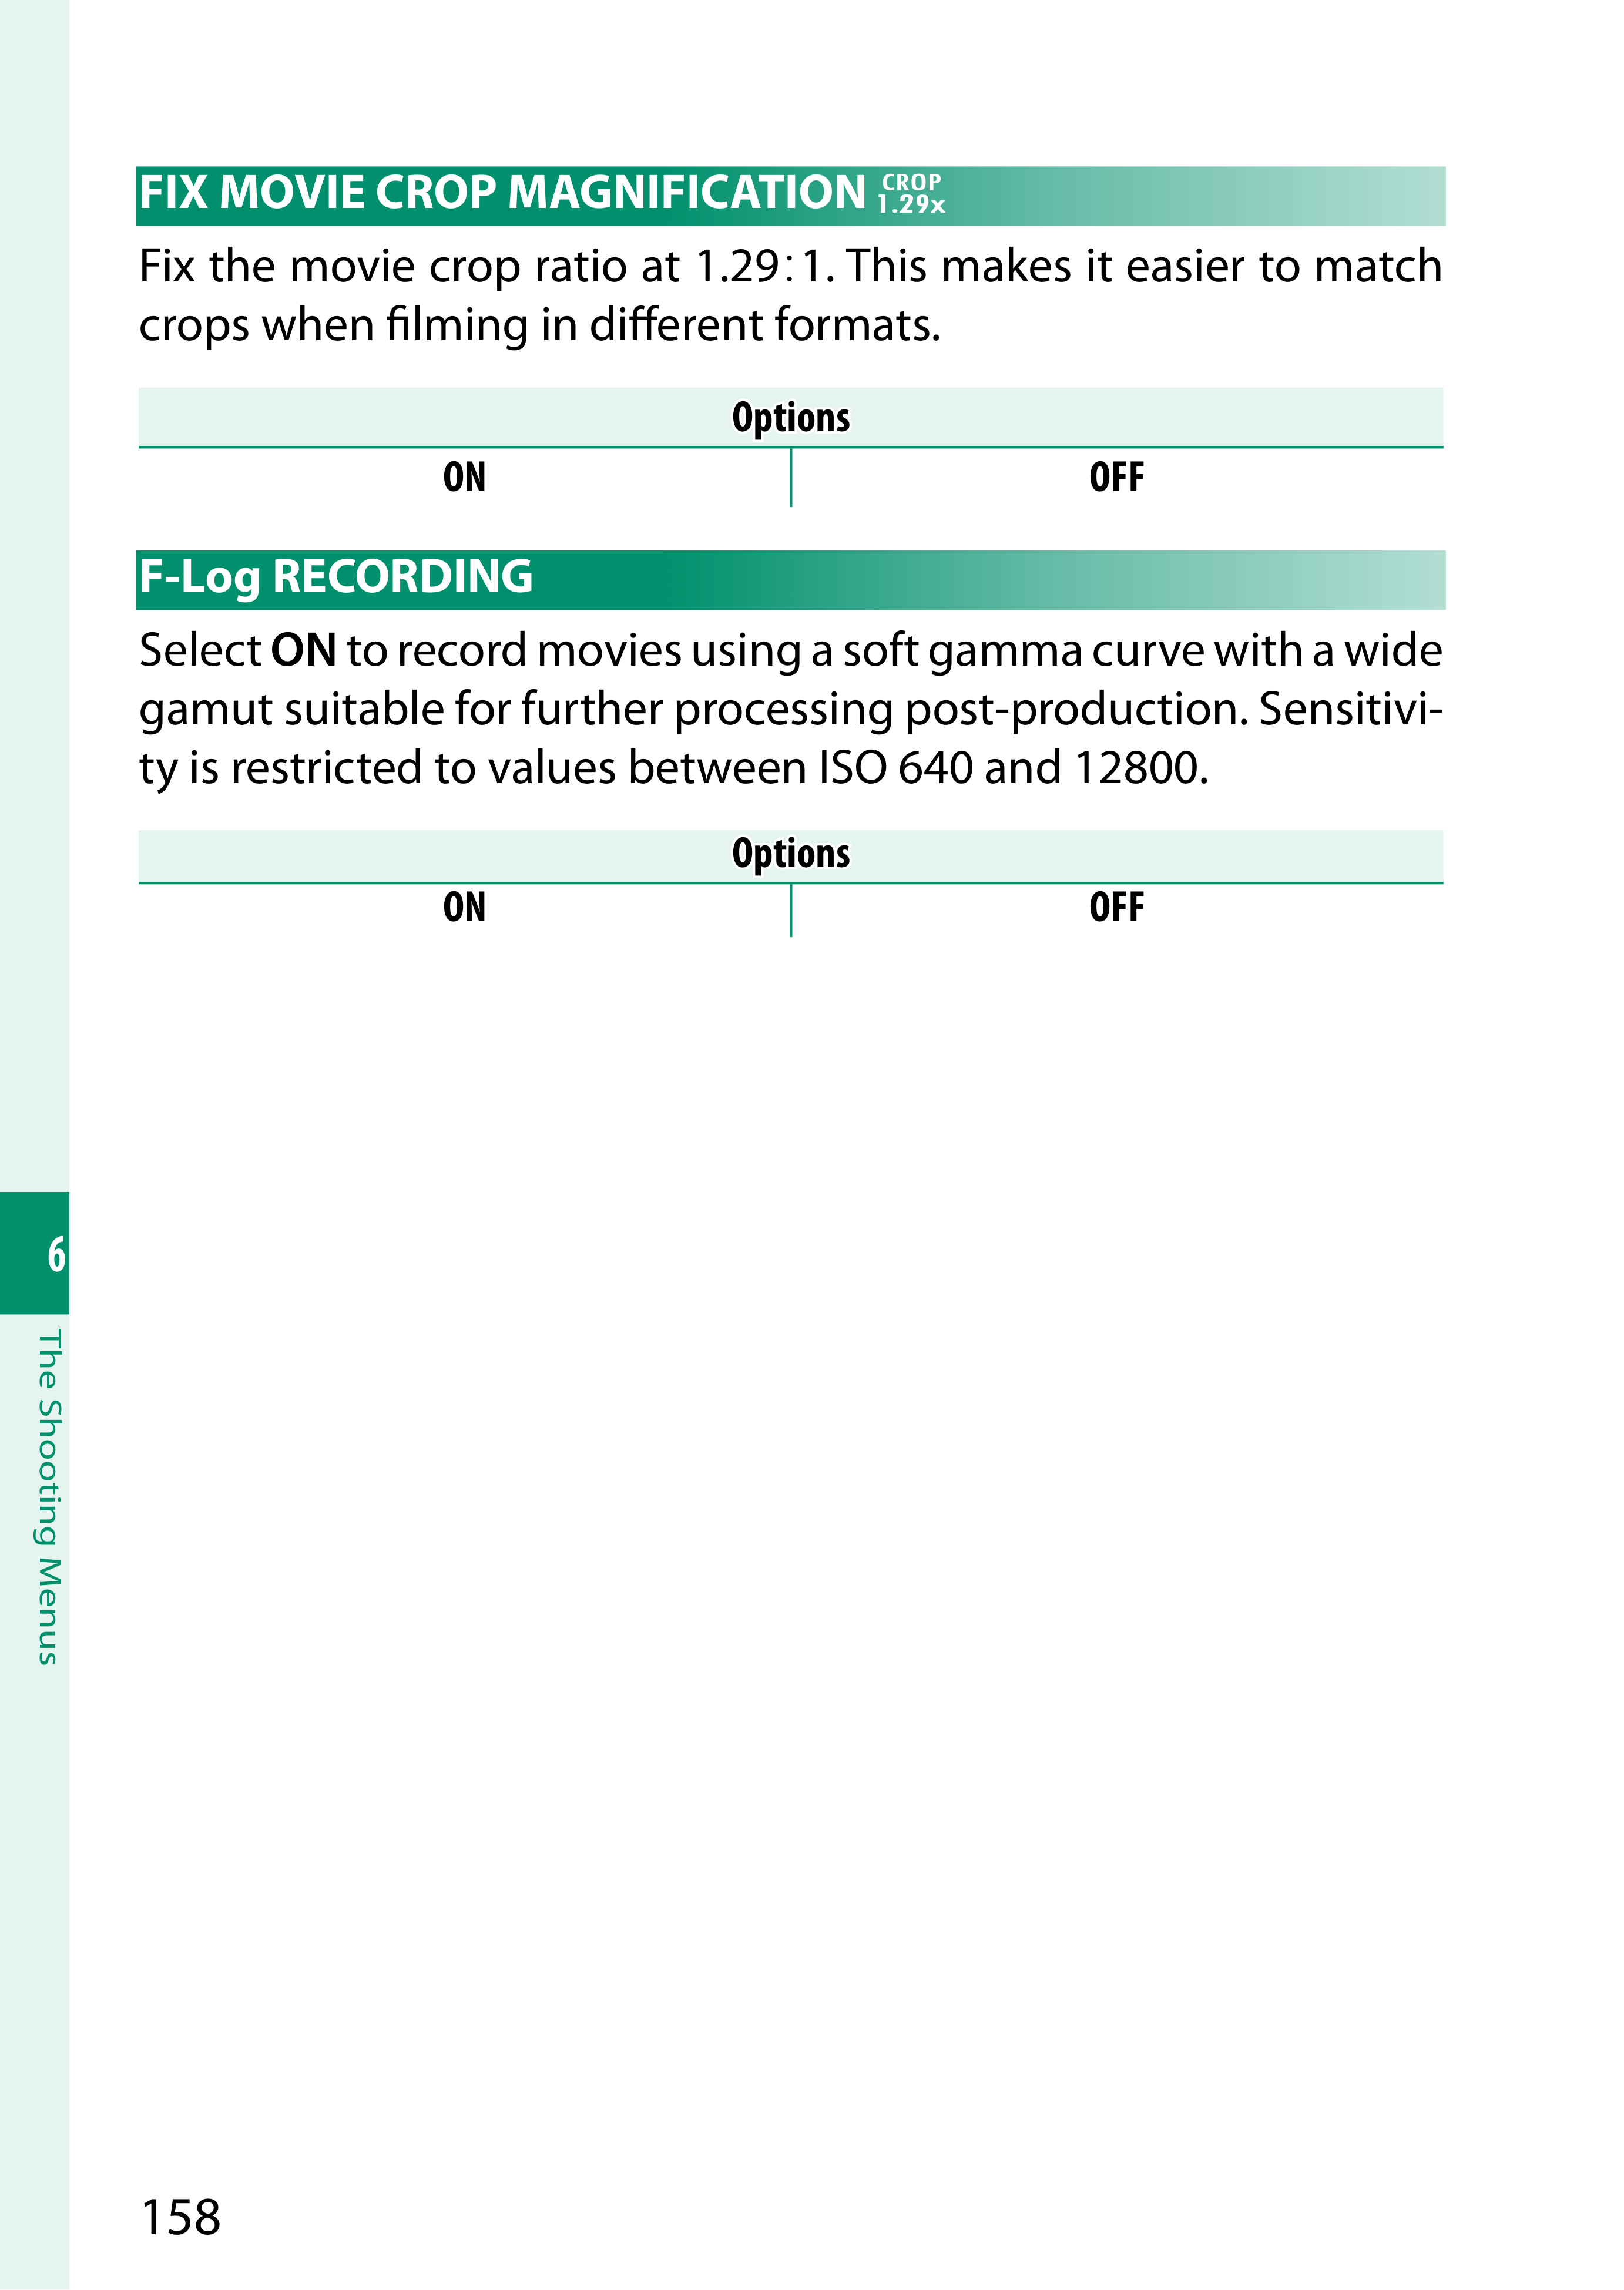 FIX MOVIE CROP MAGNIFICATION CROP 1.29x
Fix the movie crop ratio at 1.29:1. This makes it easier to match
crops when filming in different formats.
Options
ON OFF
F-Log RECORDING
Select ON to record movies using a soft gamma curve with a wide
gamut suitable for further processing post-production. Sensitivi-
ty is restricted to values between ISO 640 and 12800.
Options
ON OFF
6
The Shooting Menus
158